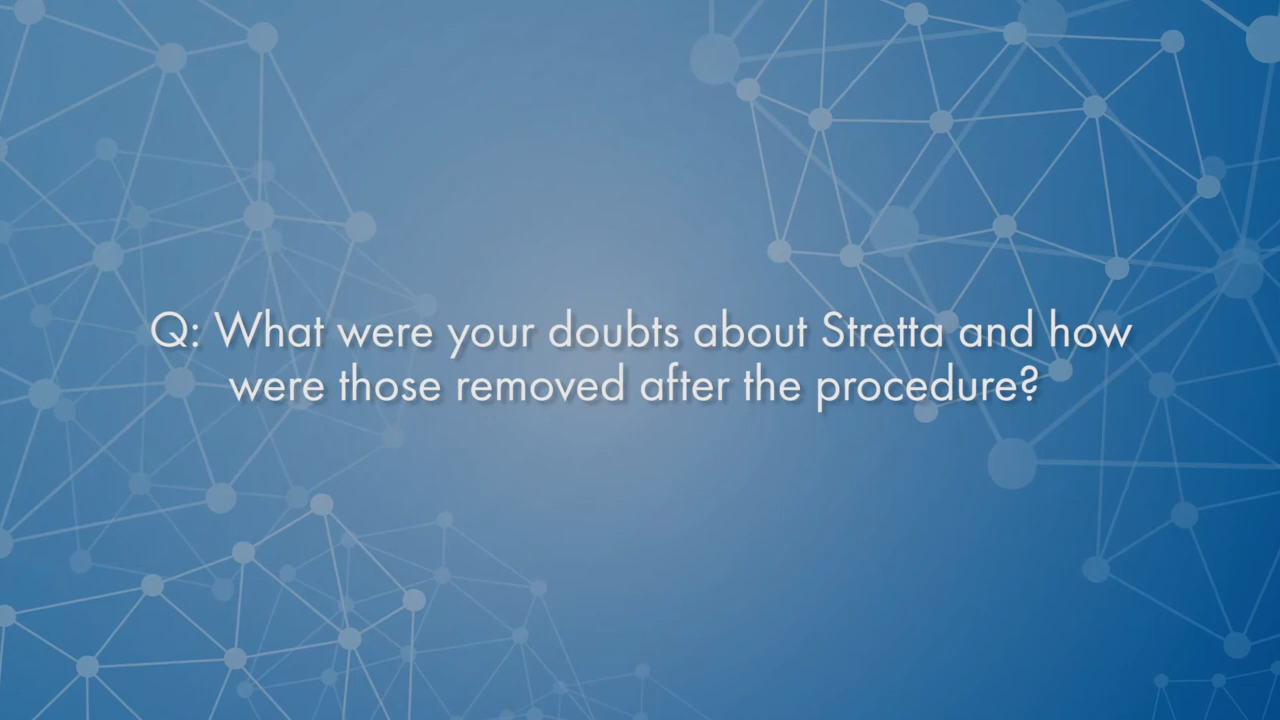 Q: What were your doubts about Stretta and how
were those removed after the procedure?